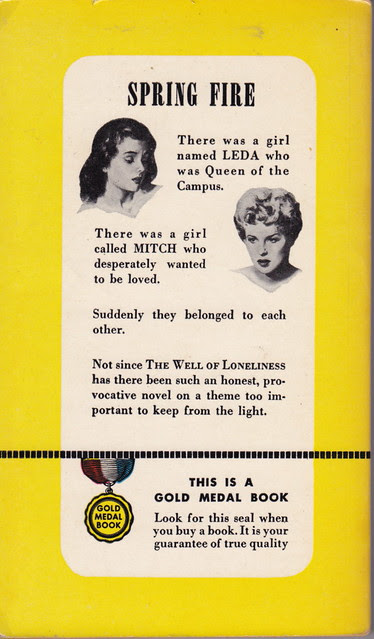 SPRING FIRE
There was a girl
named LEDA who
was Queen of the
Campus.
There was a girl
called MITCH who
desperately wanted
to be loved.
Suddenly they belonged to each
other.
Not since THE WELL OF LONELINESS
has there been such an honest, pro-
vocative novel on a theme too im-
portant to keep from the light.
GOLD
MEDAL
BOOK
THIS IS A
GOLD MEDAL BOOK
Look for this seal when
you buy a book. It is your
guarantee of true quality